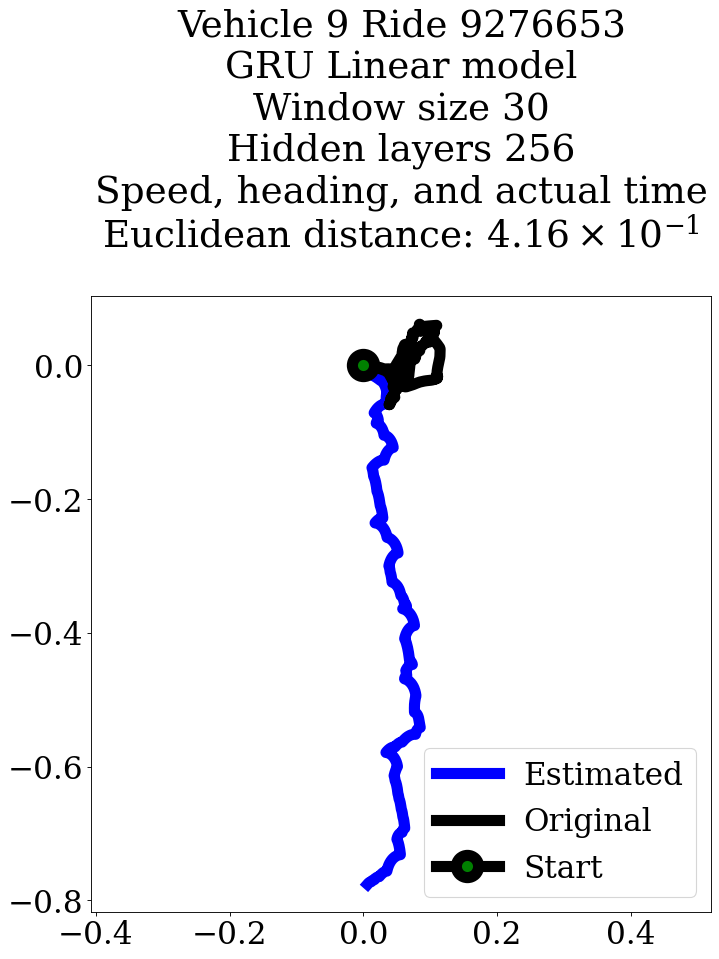 Vehicle 9 Ride 9276653
GRU Linear model
Window size 30
Hidden layers 256
Speed, heading, and actual time
Euclidean distance: 4.16 × 10⁻¹
0.0
−0.2
−0.4
−0.6
−0.8
Estimated
Original
Start
−0.4 −0.2 0.0 0.2 0.4